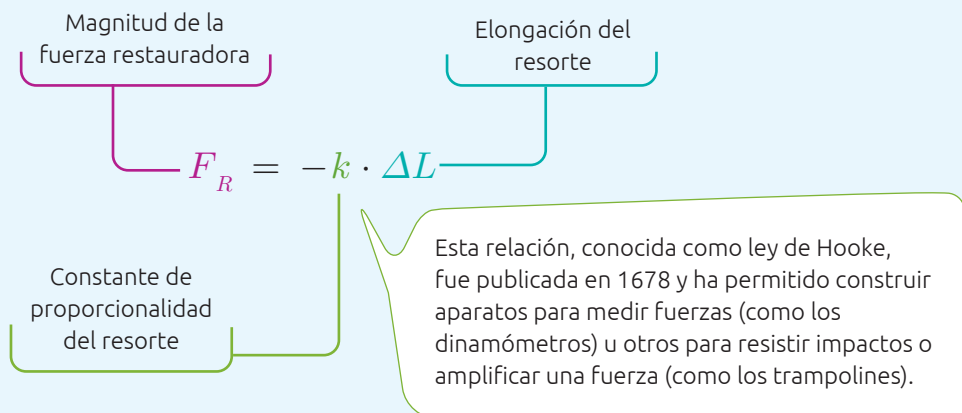 Magnitud de la
fuerza restauradora
Elongación del
resorte
F_R = −k · ΔL
Constante de
proporcionalidad
del resorte
Esta relación, conocida como ley de Hooke,
fue publicada en 1678 y ha permitido construir
aparatos para medir fuerzas (como los
dinamómetros) u otros para resistir impactos o
amplificar una fuerza (como los trampolines).